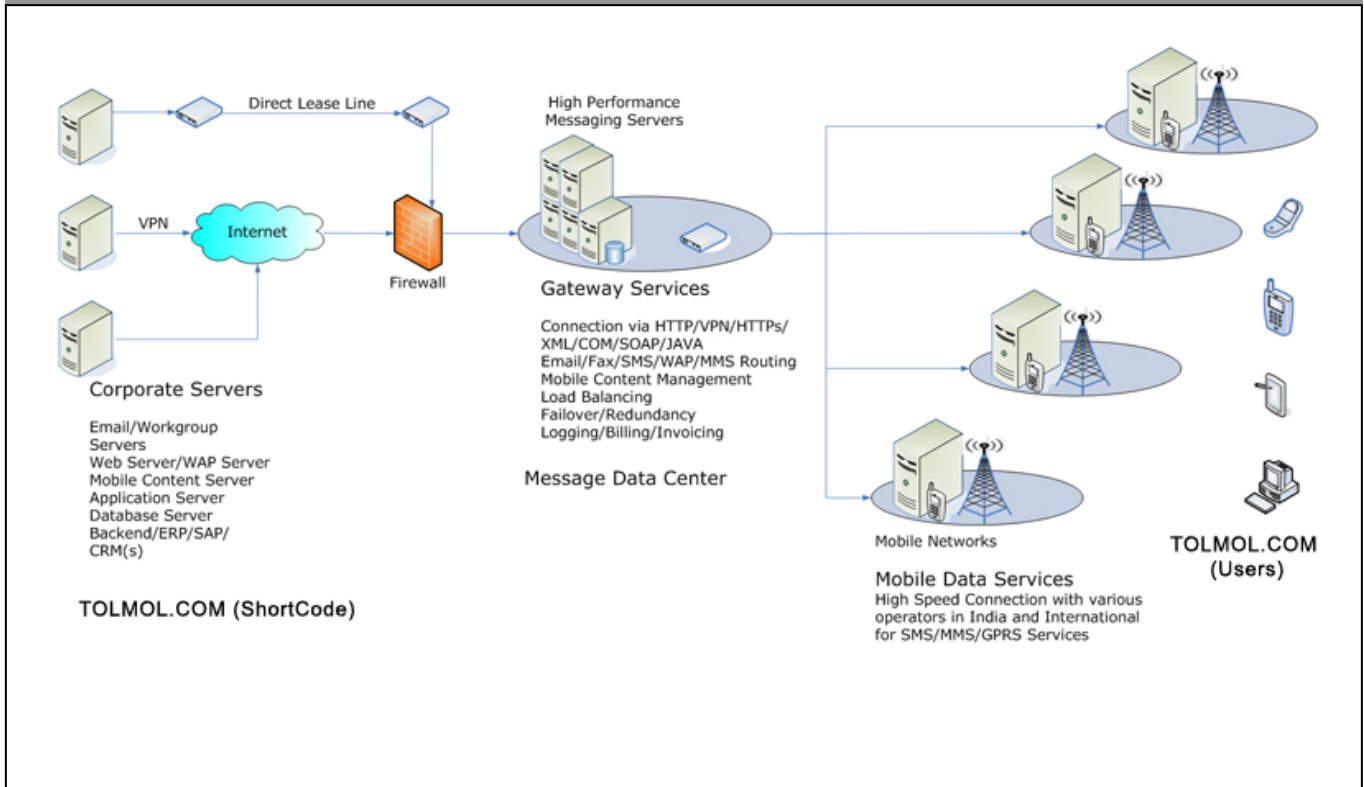 Direct Lease Line
VPN
Internet
Firewall
Corporate Servers
Email/Workgroup
Servers
Web Server/WAP Server
Mobile Content Server
Application Server
Database Server
Backend/ERP/SAP/
CRM(s)
TOLMOL.COM (ShortCode)
High Performance
Messaging Servers
Gateway Services
Connection via HTTP/VPN/HTTPs/
XML/COM/SOAP/JAVA
Email/Fax/SMS/WAP/MMS Routing
Mobile Content Management
Load Balancing
Failover/Redundancy
Logging/Billing/Invoicing
Message Data Center
Mobile Networks
Mobile Data Services
High Speed Connection with various
operators in India and International
for SMS/MMS/GPRS Services
TOLMOL.COM
(Users)